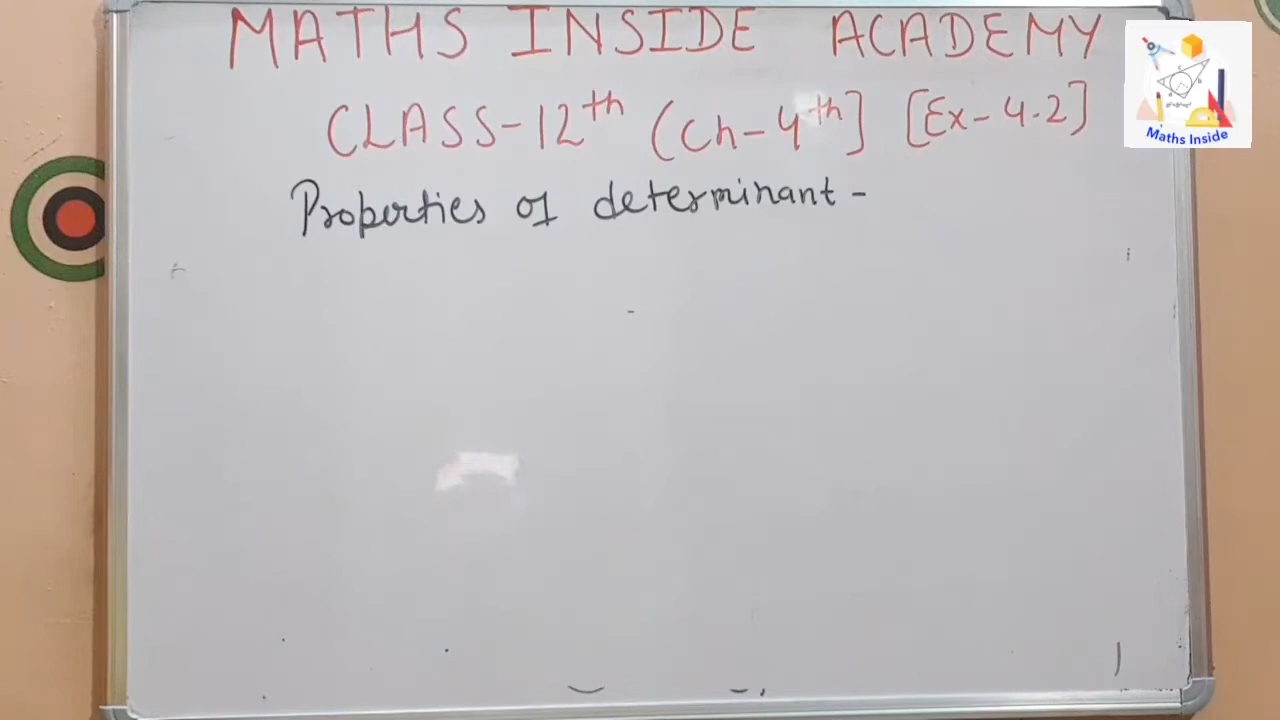 MATHS INSIDE ACADEMY
CLASS-12th (Ch-4th] [Ex-4.2]
Properties of determinant -
Maths Inside